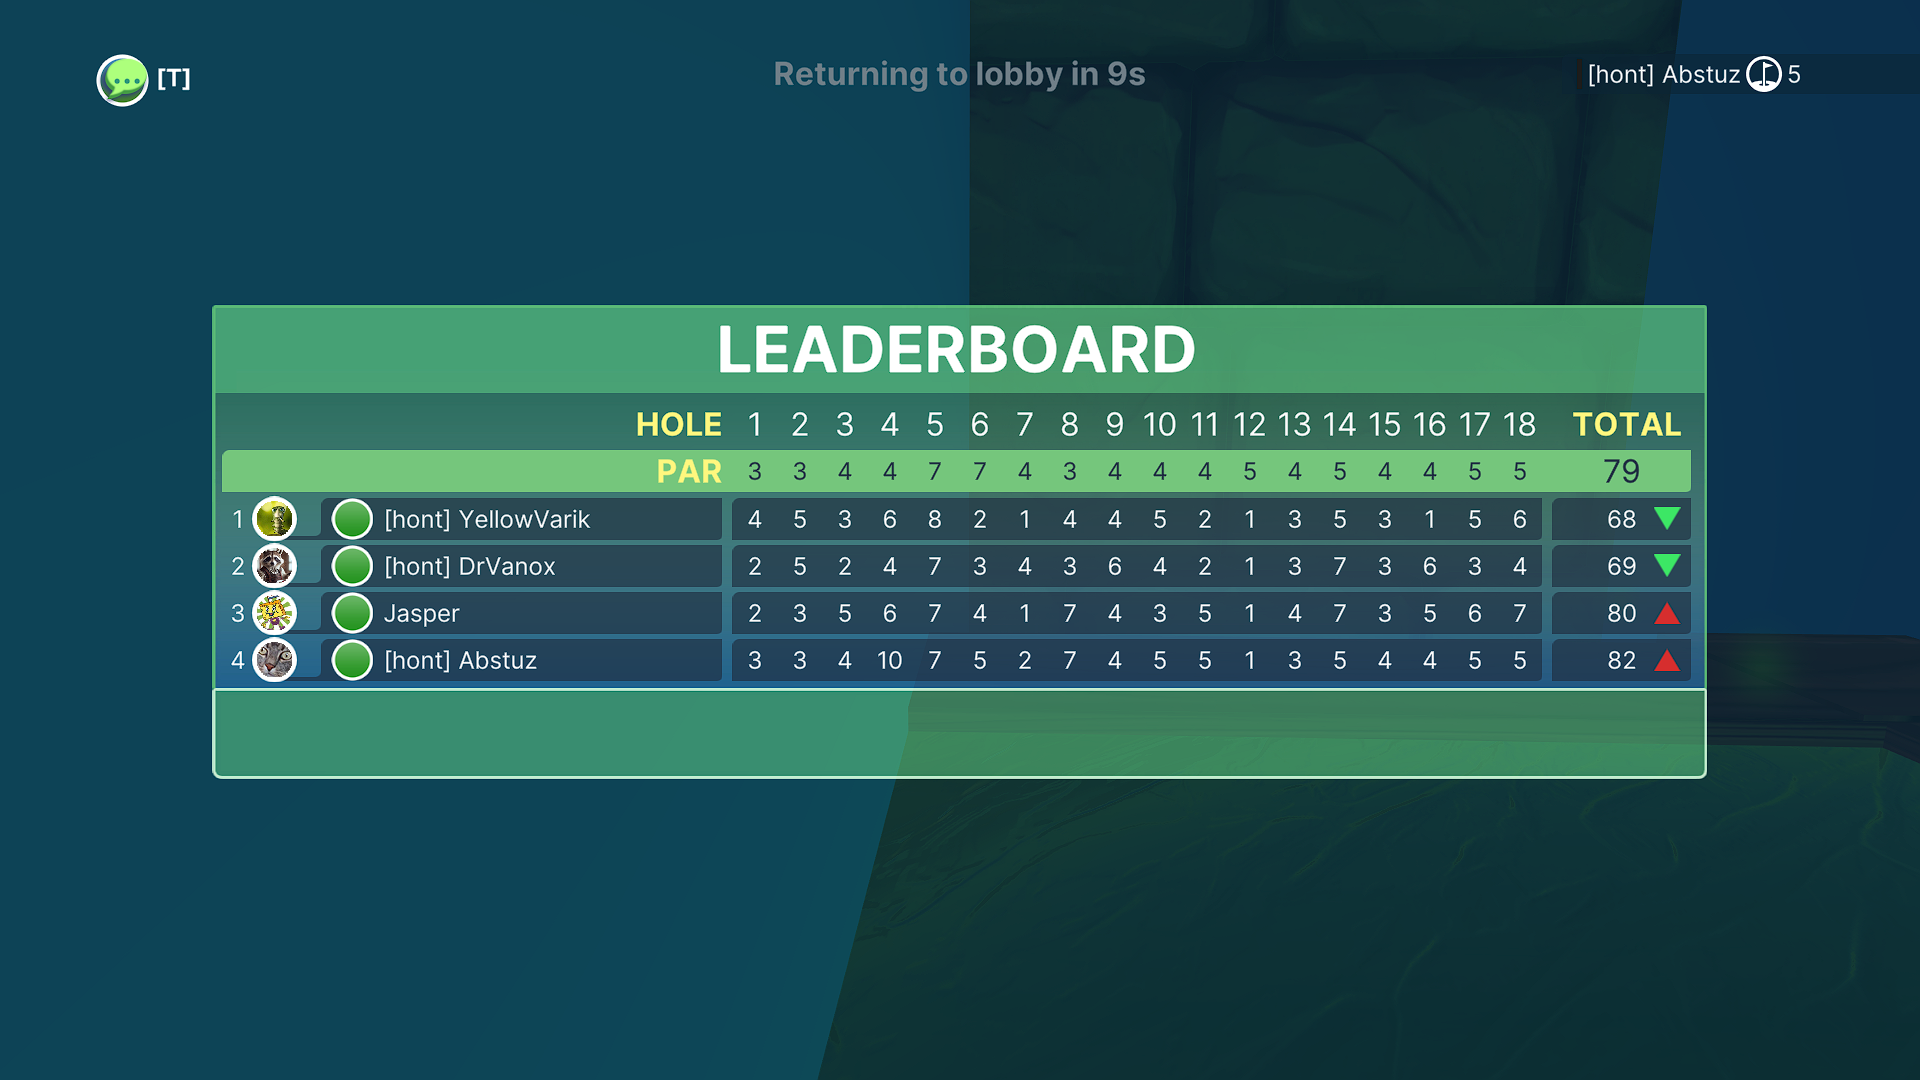 [T]
Returning to lobby in 9s
[hont] Abstuz 5
LEADERBOARD
HOLE 1 2 3 4 5 6 7 8 9 10 11 12 13 14 15 16 17 18 TOTAL
PAR 3 3 4 4 7 7 4 3 4 4 4 5 4 5 4 4 5 5 79
1 [hont] YellowVarik 4 5 3 6 8 2 1 4 4 5 2 1 3 5 3 1 5 6 68
2 [hont] DrVanox 2 5 2 4 7 3 4 3 6 4 2 1 3 7 3 6 3 4 69
3 Jasper 2 3 5 6 7 4 1 7 4 3 5 1 4 7 3 5 6 7 80
4 [hont] Abstuz 3 3 4 10 7 5 2 7 4 5 5 1 3 5 4 4 5 5 82